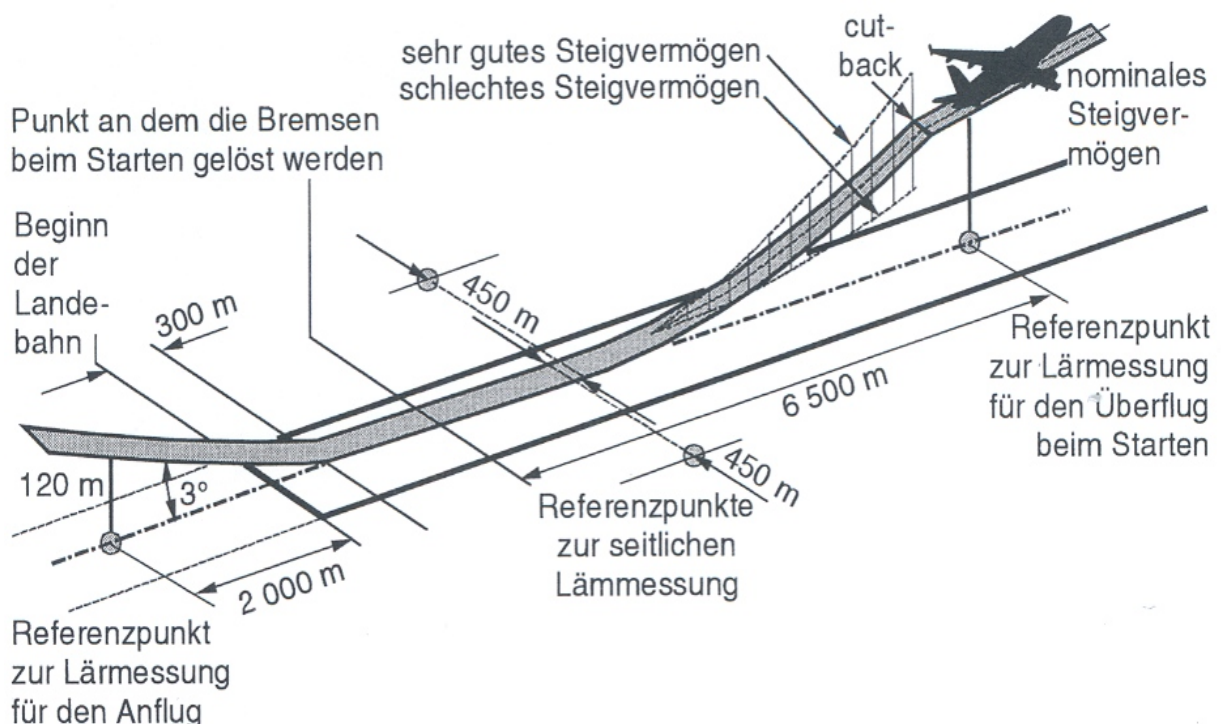 sehr gutes Steigvermögen
schlechtes Steigvermögen
cut-
back
nominales
Steigver-
mögen
Punkt an dem die Bremsen
beim Starten gelöst werden
Beginn
der
Lande-
bahn
300 m
450 m
6 500 m
Referenzpunkt
zur Lärmessung
für den Überflug
beim Starten
120 m
3°
450 m
Referenzpunkte
zur seitlichen
Lämmessung
2 000 m
Referenzpunkt
zur Lärmessung
für den Anflug